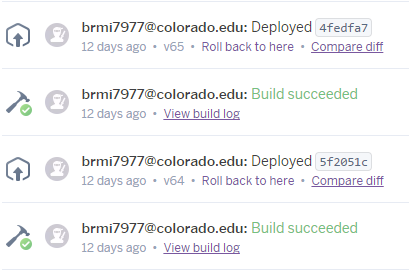 brmi7977@colorado.edu: Deployed 4fedfa7
12 days ago • v65 • Roll back to here • Compare diff
brmi7977@colorado.edu: Build succeeded
12 days ago • View build log
brmi7977@colorado.edu: Deployed 5f2051c
12 days ago • v64 • Roll back to here • Compare diff
brmi7977@colorado.edu: Build succeeded
12 days ago • View build log